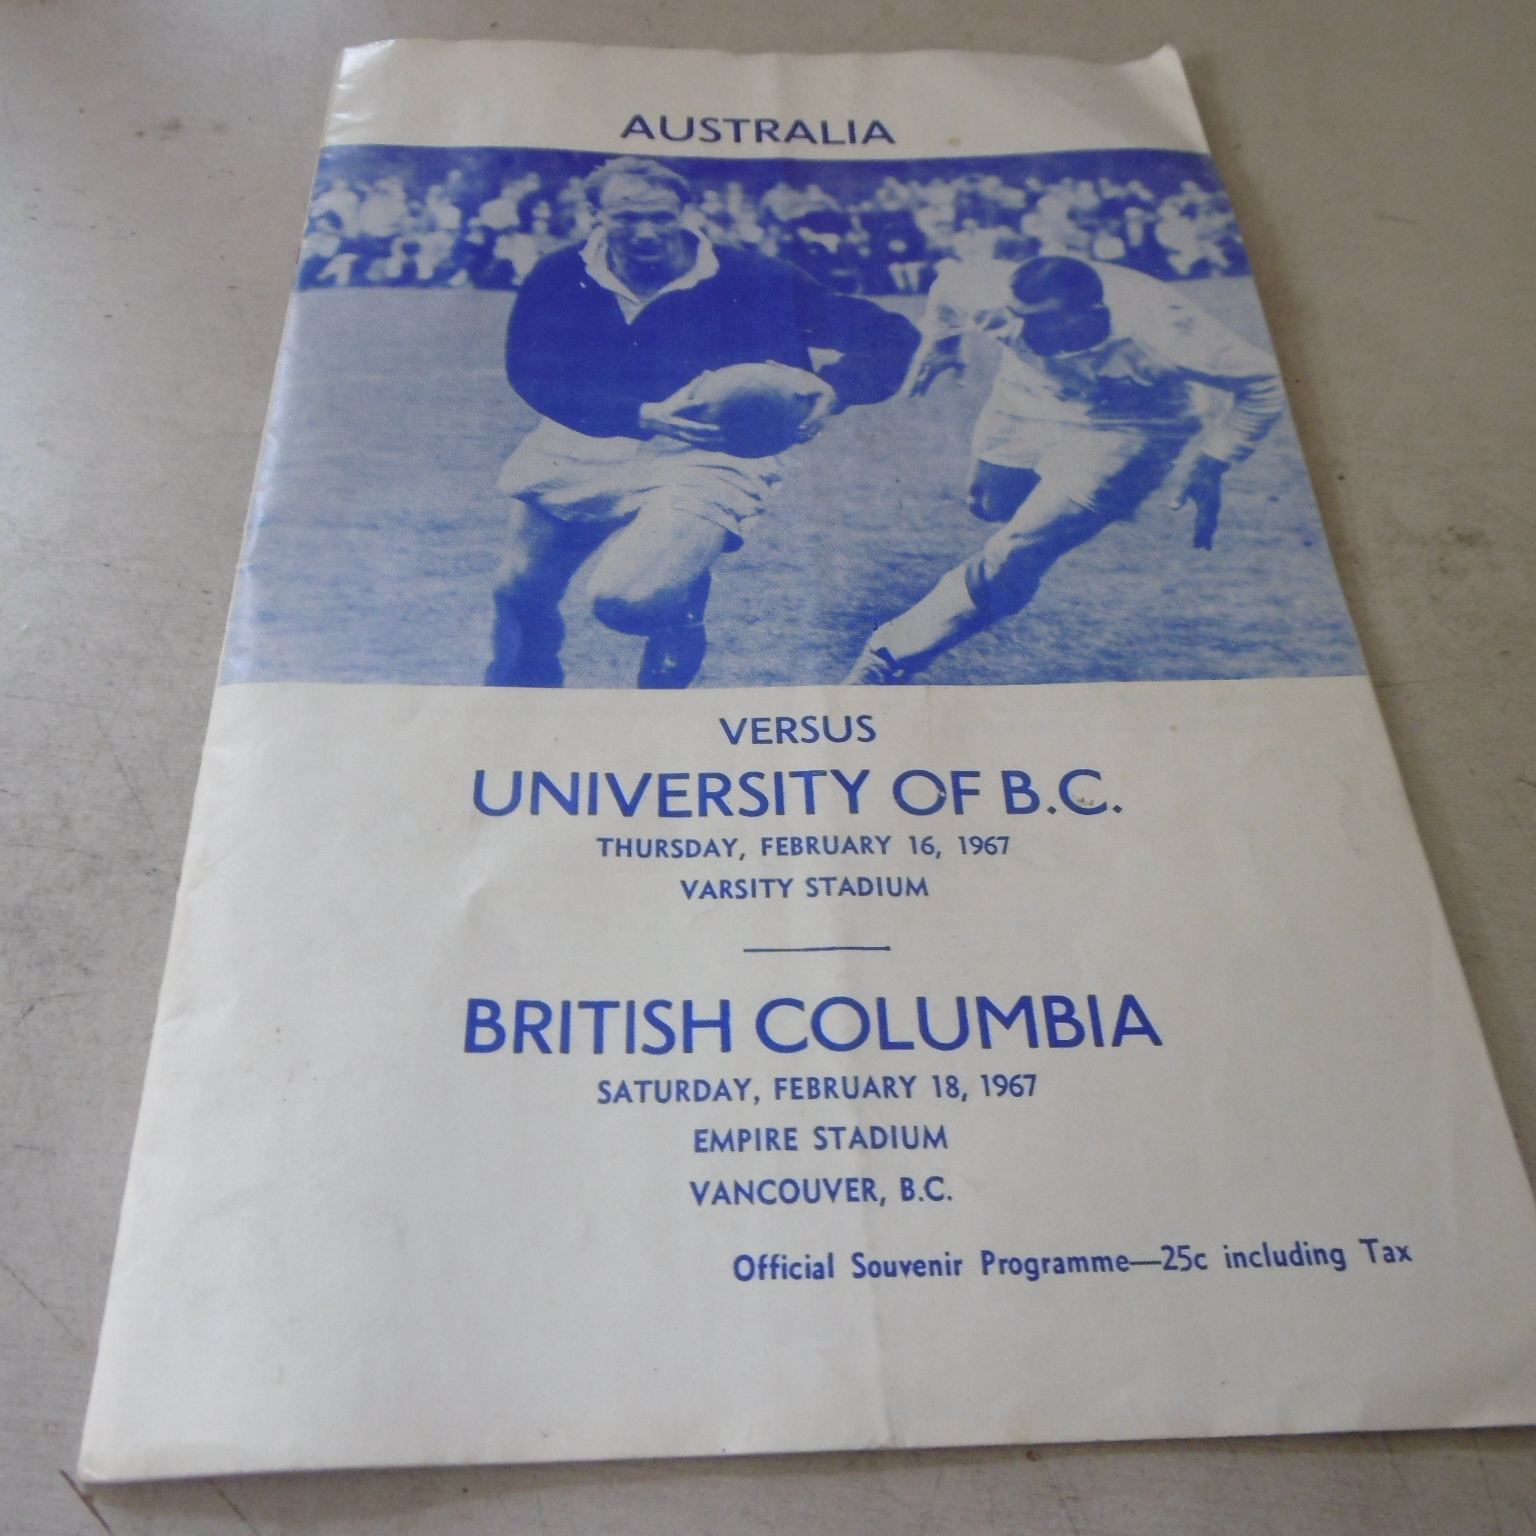 AUSTRALIA
VERSUS
UNIVERSITY OF B.C.
THURSDAY, FEBRUARY 16, 1967
VARSITY STADIUM
BRITISH COLUMBIA
SATURDAY, FEBRUARY 18, 1967
EMPIRE STADIUM
VANCOUVER, B.C.
Official Souvenir Programme—25c including Tax